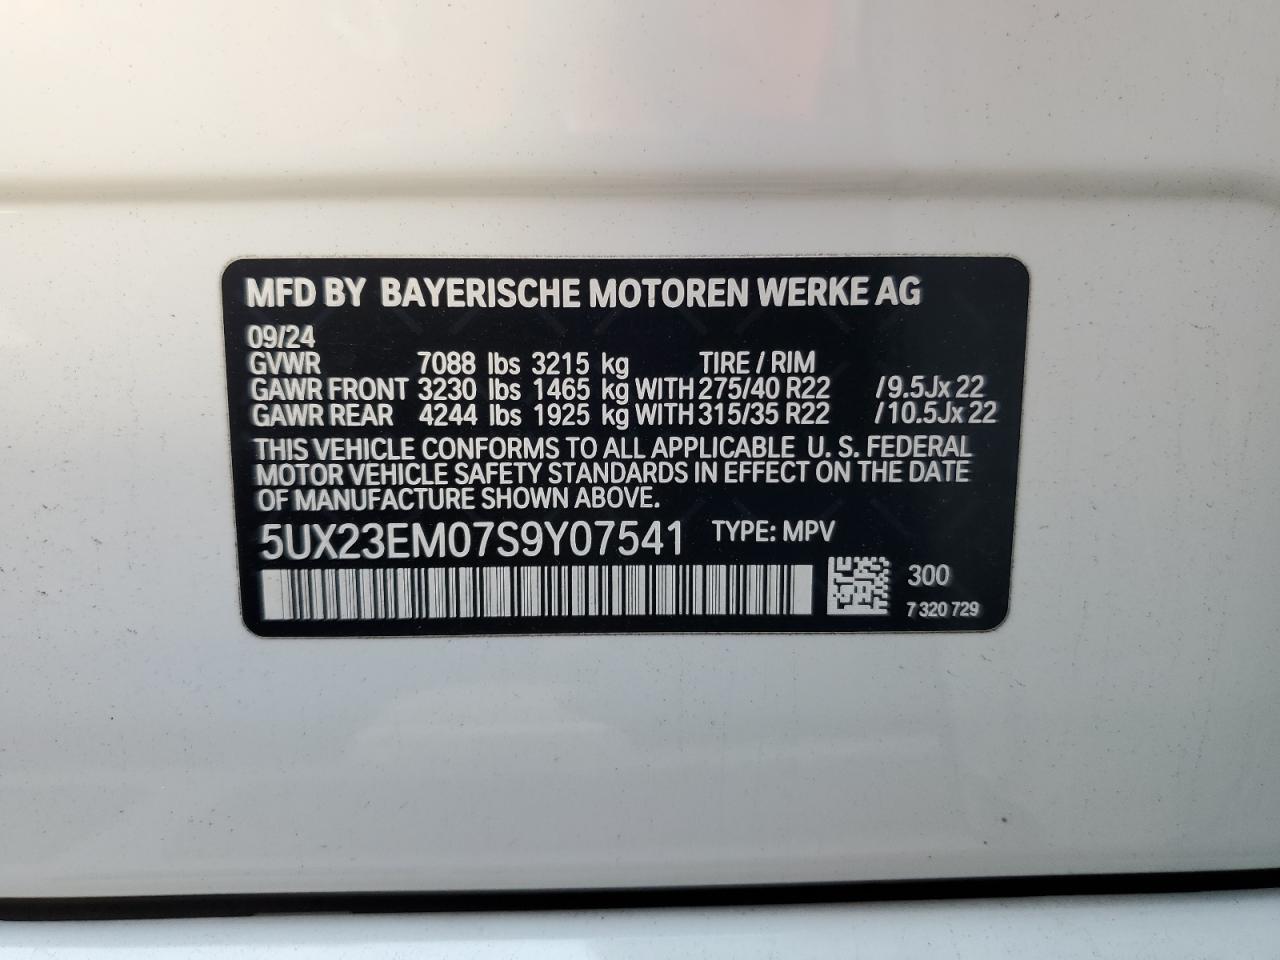 MFD BY BAYERISCHE MOTOREN WERKE AG
09/24
GVWR 7088 lbs 3215 kg TIRE / RIM
GAWR FRONT 3230 lbs 1465 kg WITH 275/40 R22 / 9.5Jx 22
GAWR REAR 4244 lbs 1925 kg WITH 315/35 R22 / 10.5Jx 22
THIS VEHICLE CONFORMS TO ALL APPLICABLE U. S. FEDERAL
MOTOR VEHICLE SAFETY STANDARDS IN EFFECT ON THE DATE
OF MANUFACTURE SHOWN ABOVE.
5UX23EM07S9Y07541 TYPE: MPV
300
7 320 729